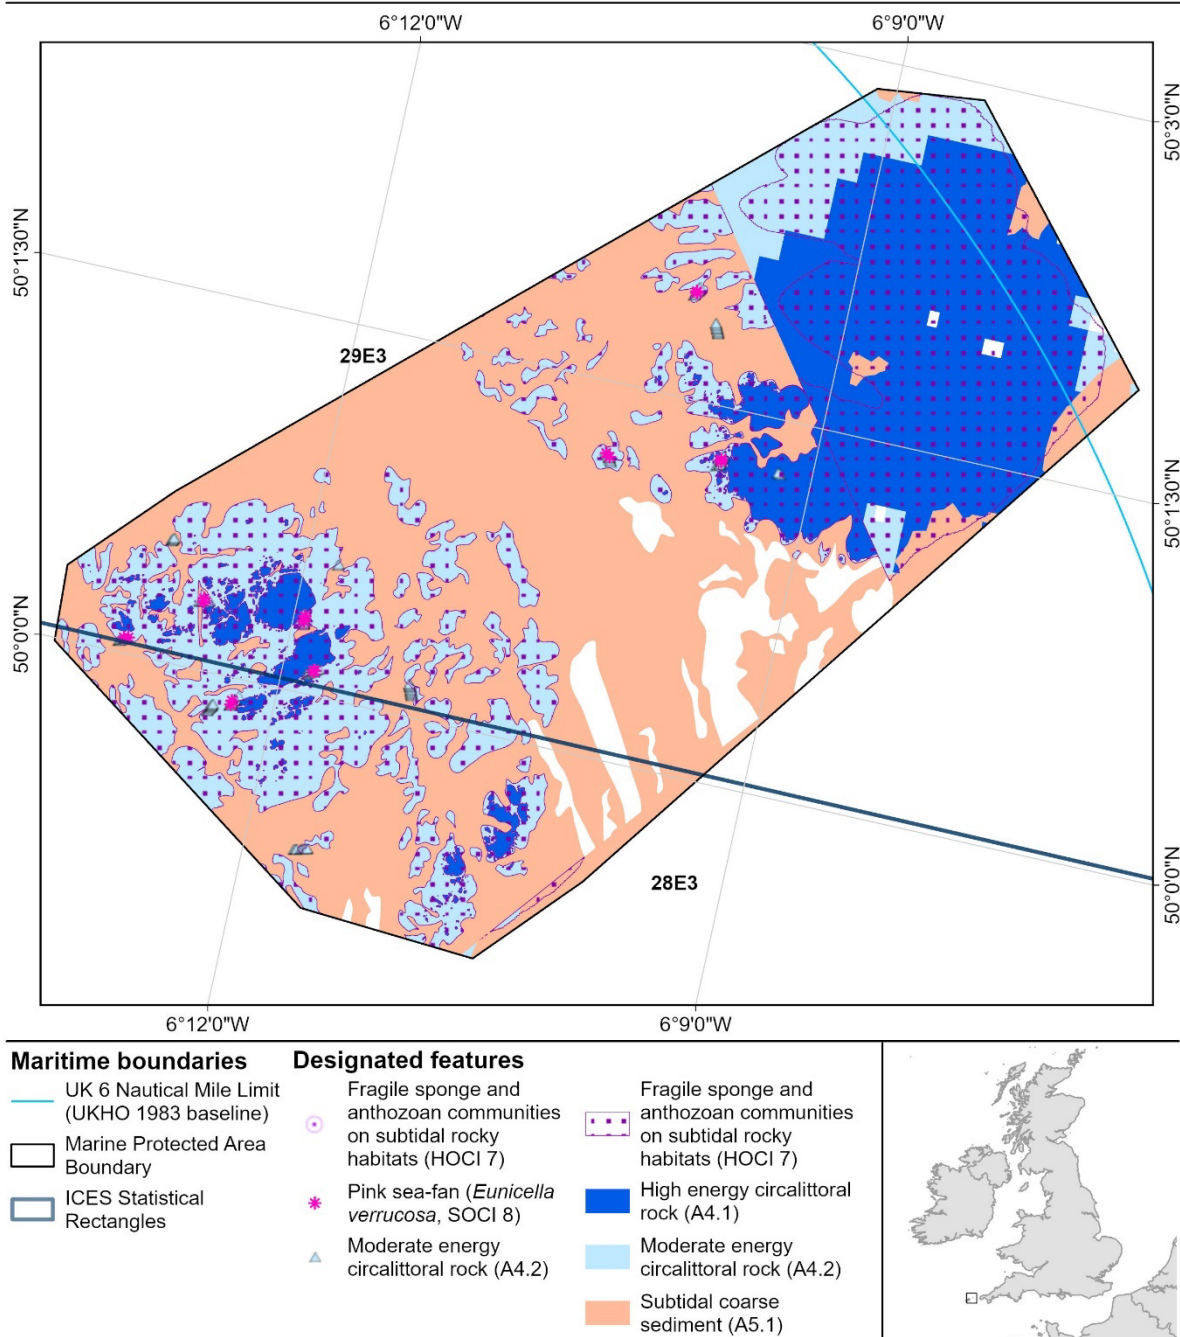 6°12'0"W
6°9'0"W
50°3'0"N
50°1'30"N
29E3
50°1'30"N
50°0'0"N
28E3
50°0'0"N
6°12'0"W
6°9'0"W
Maritime boundaries
UK 6 Nautical Mile Limit
(UKHO 1983 baseline)
Marine Protected Area
Boundary
ICES Statistical
Rectangles
Designated features
Fragile sponge and
anthozoan communities
on subtidal rocky
habitats (HOCI 7)
Pink sea-fan (Eunicella
verrucosa, SOCI 8)
Moderate energy
circalittoral rock (A4.2)
Fragile sponge and
anthozoan communities
on subtidal rocky
habitats (HOCI 7)
High energy circalittoral
rock (A4.1)
Moderate energy
circalittoral rock (A4.2)
Subtidal coarse
sediment (A5.1)